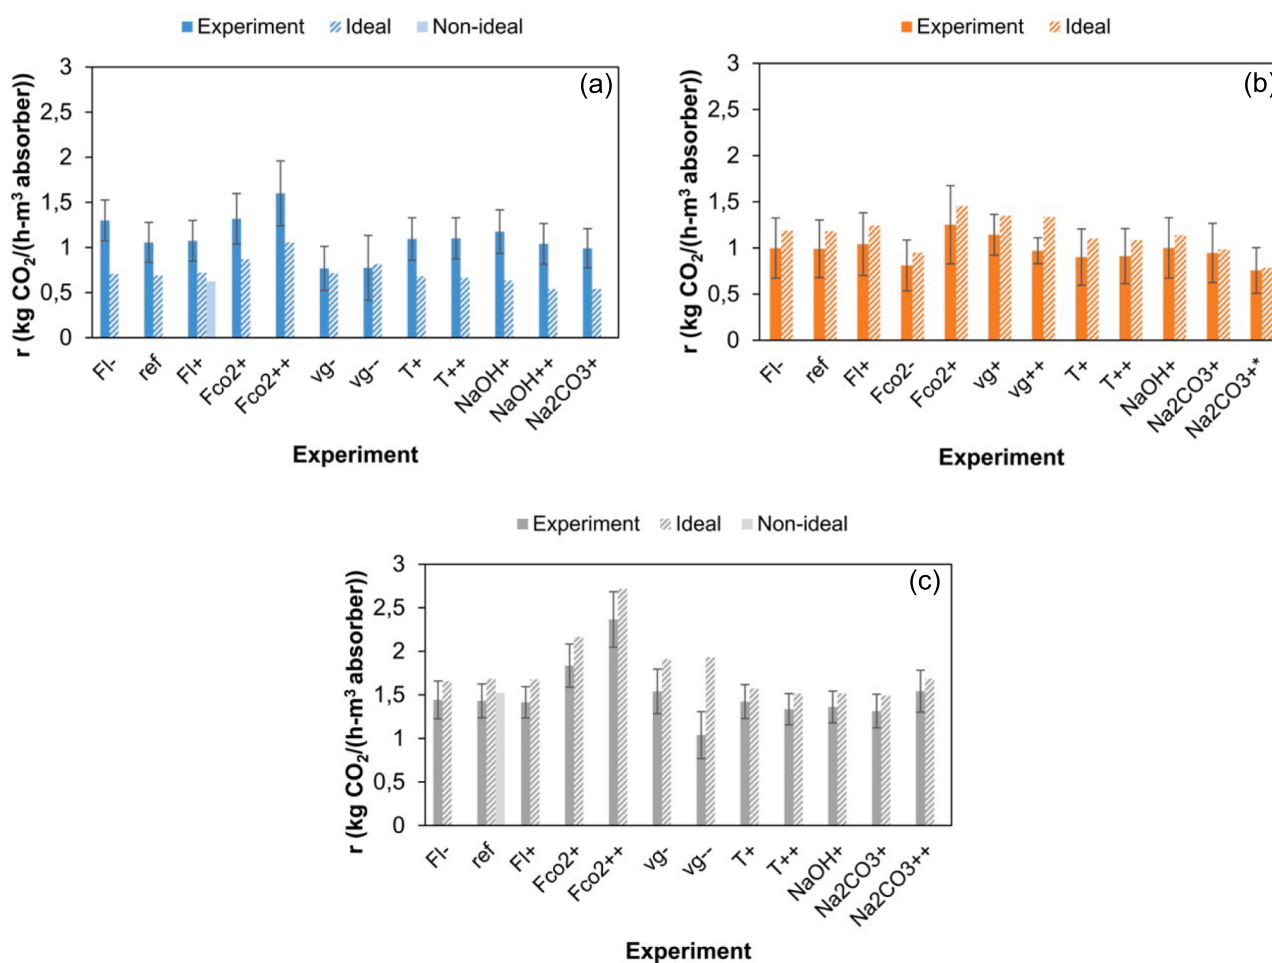 Experiment Ideal Non-ideal
(a)
r (kg CO2/(h-m3 absorber))
3
2,5
2
1,5
1
0,5
0
Fl- ref Fl+ Fco2+ Fco2++ vg- vg-- T+ T++ NaOH+ NaOH++ Na2CO3+
Experiment
Experiment Ideal
(b)
r (kg CO2/(h-m3 absorber))
3
2,5
2
1,5
1
0,5
0
Fl- ref Fl+ Fco2- Fco2+ vg+ vg++ T+ T++ NaOH+ Na2CO3+ Na2CO3+*
Experiment
Experiment Ideal Non-ideal
(c)
r (kg CO2/(h-m3 absorber))
3
2,5
2
1,5
1
0,5
0
Fl- ref Fl+ Fco2+ Fco2++ vg- vg-- T+ T++ NaOH+ Na2CO3+ Na2CO3++
Experiment